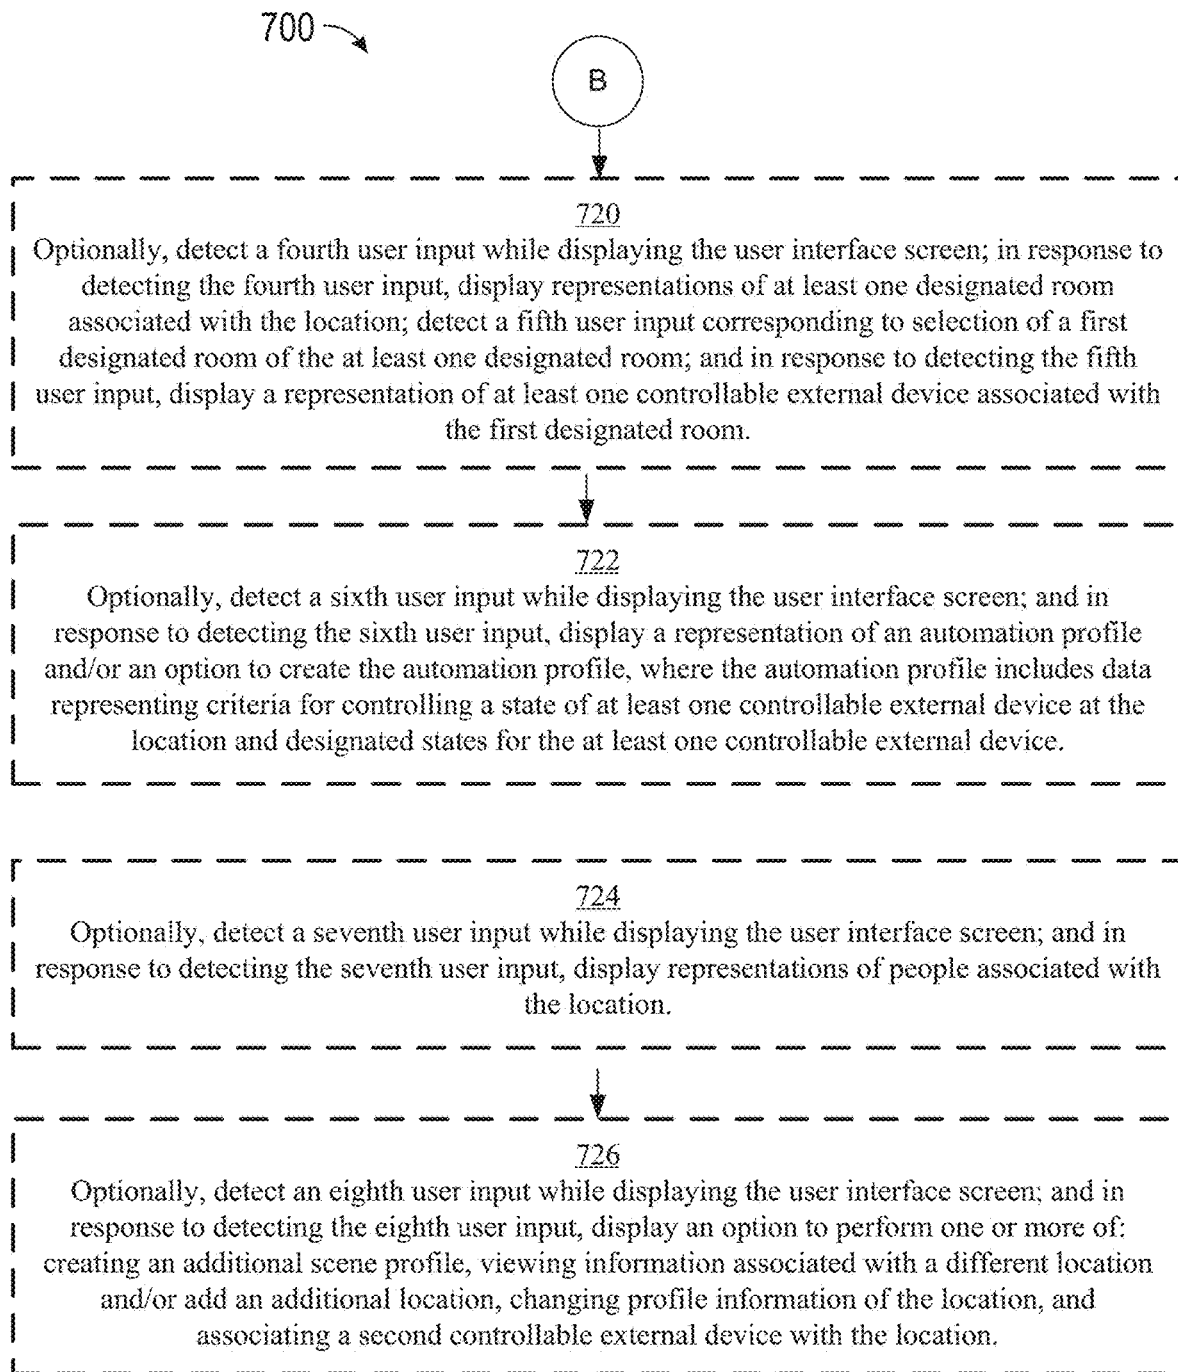 700
B
720
Optionally, detect a fourth user input while displaying the user interface screen; in response to
detecting the fourth user input, display representations of at least one designated room
associated with the location; detect a fifth user input corresponding to selection of a first
designated room of the at least one designated room; and in response to detecting the fifth
user input, display a representation of at least one controllable external device associated with
the first designated room.
722
Optionally, detect a sixth user input while displaying the user interface screen; and in
response to detecting the sixth user input, display a representation of an automation profile
and/or an option to create the automation profile, where the automation profile includes data
representing criteria for controlling a state of at least one controllable external device at the
location and designated states for the at least one controllable external device.
724
Optionally, detect a seventh user input while displaying the user interface screen; and in
response to detecting the seventh user input, display representations of people associated with
the location.
726
Optionally, detect an eighth user input while displaying the user interface screen; and in
response to detecting the eighth user input, display an option to perform one or more of:
creating an additional scene profile, viewing information associated with a different location
and/or add an additional location, changing profile information of the location, and
associating a second controllable external device with the location.